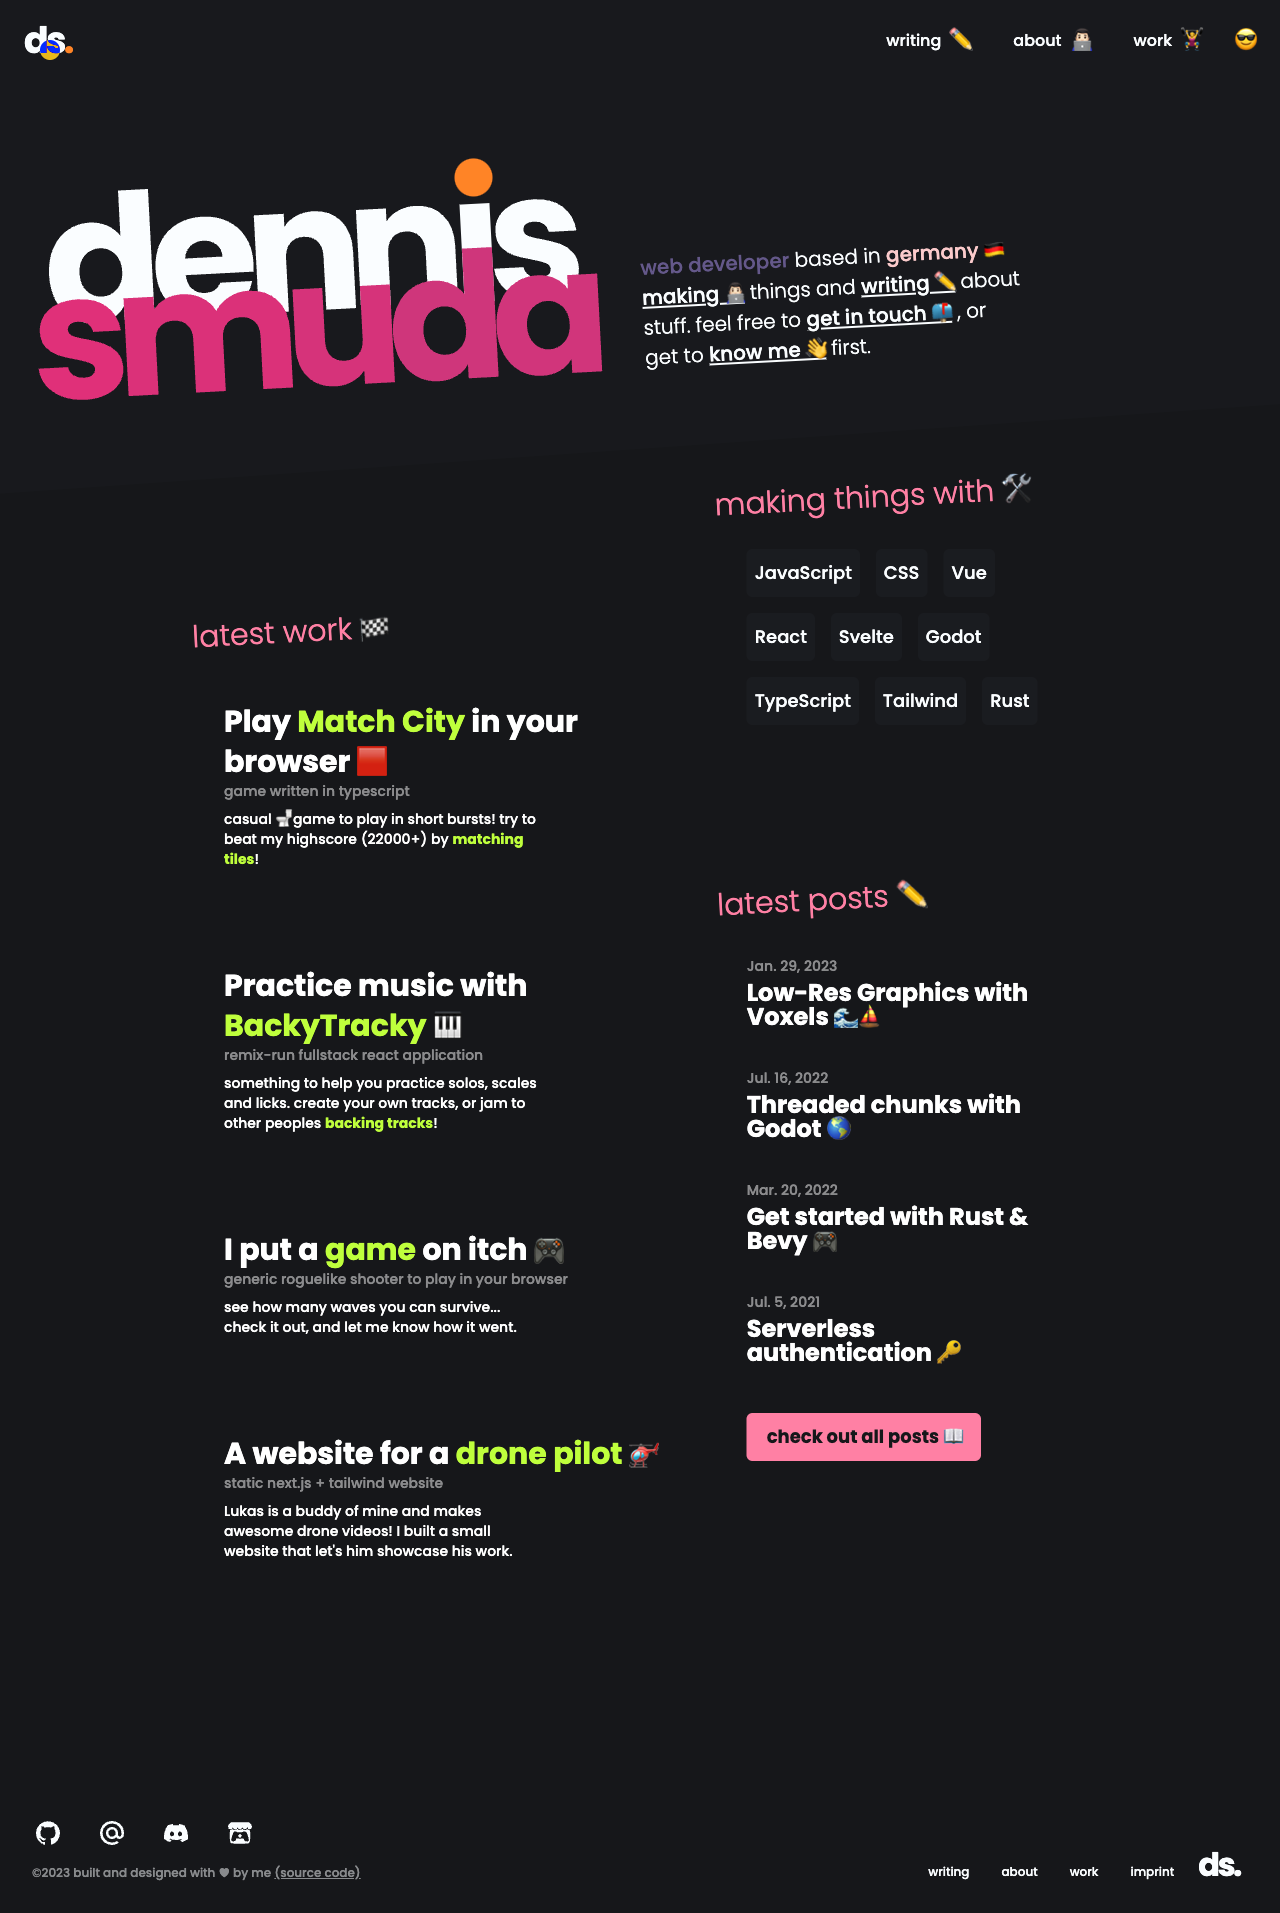 ds.
writing ✏️
about 👨🏻‍💻
work 🏋️
😎
dennis
smuda
web developer based in germany 🇩🇪
making 👨🏻‍💻 things and writing ✏️ about
stuff. feel free to get in touch 📬, or
get to know me 👋 first.
making things with 🛠️
JavaScript CSS Vue
React Svelte Godot
TypeScript Tailwind Rust
latest work 🏁
Play Match City in your
browser 🟥
game written in typescript
casual 🚽game to play in short bursts! try to
beat my highscore (22000+) by matching
tiles!
Practice music with
BackyTracky 🎹
remix-run fullstack react application
something to help you practice solos, scales
and licks. create your own tracks, or jam to
other peoples backing tracks!
I put a game on itch 🎮
generic roguelike shooter to play in your browser
see how many waves you can survive...
check it out, and let me know how it went.
A website for a drone pilot 🚁
static next.js + tailwind website
Lukas is a buddy of mine and makes
awesome drone videos! I built a small
website that let's him showcase his work.
latest posts ✏️
Jan. 29, 2023
Low-Res Graphics with
Voxels 🌊⛵
Jul. 16, 2022
Threaded chunks with
Godot 🌎
Mar. 20, 2022
Get started with Rust &
Bevy 🎮
Jul. 5, 2021
Serverless
authentication 🔑
check out all posts 📖
©2023 built and designed with ♥ by me (source code)
writing
about
work
imprint
ds.